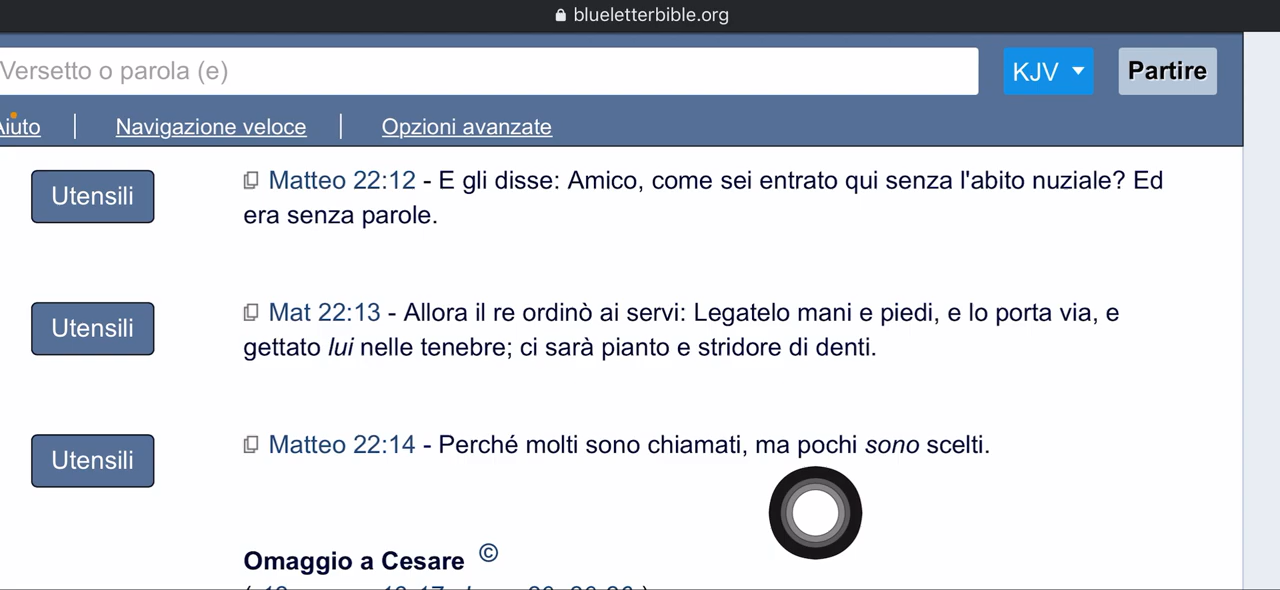 blueletterbible.org
Versetto o parola (e)
KJV
Partire
Aiuto | Navigazione veloce | Opzioni avanzate
Utensili
Matteo 22:12 - E gli disse: Amico, come sei entrato qui senza l'abito nuziale? Ed
era senza parole.
Utensili
Mat 22:13 - Allora il re ordinò ai servi: Legatelo mani e piedi, e lo porta via, e
gettato lui nelle tenebre; ci sarà pianto e stridore di denti.
Utensili
Matteo 22:14 - Perché molti sono chiamati, ma pochi sono scelti.
Omaggio a Cesare ©